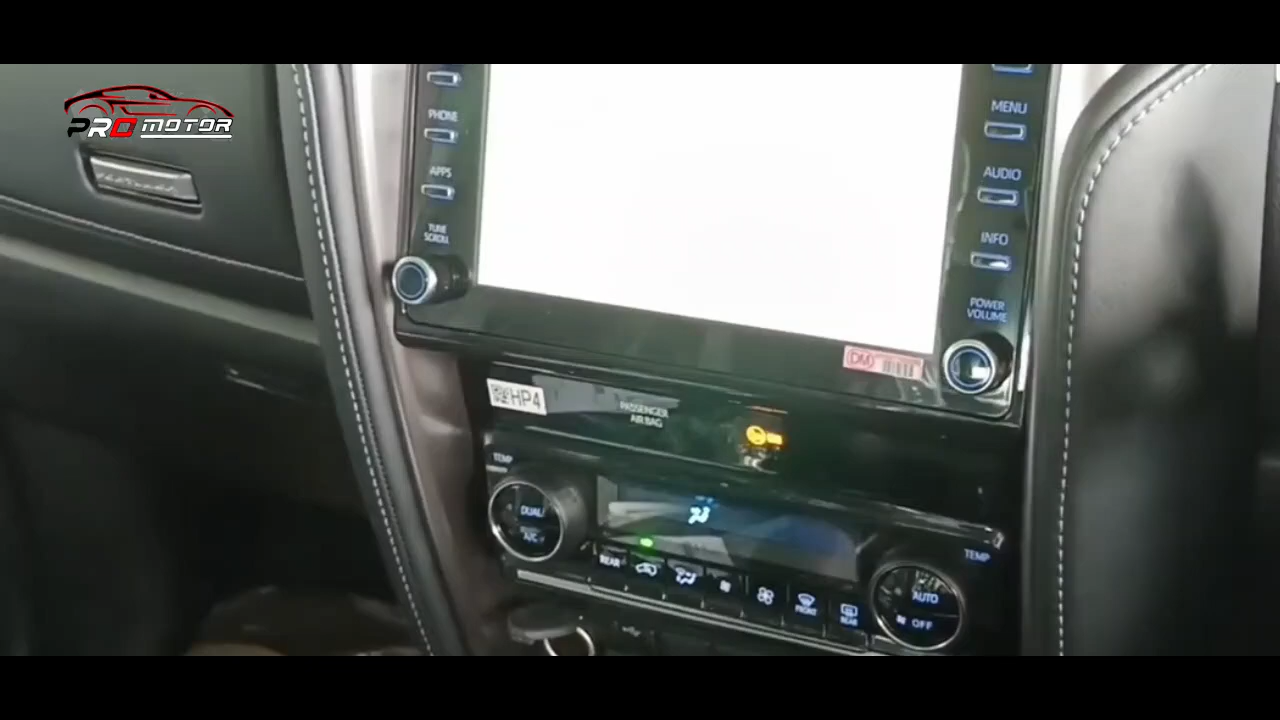 PRO MOTOR
PHONE
APPS
TUNE
SCROLL
MENU
AUDIO
INFO
POWER
VOLUME
DM
HP4
PASSENGER
AIR BAG
TEMP
DUAL
A/C
REAR
FRONT
REAR
TEMP
AUTO
OFF